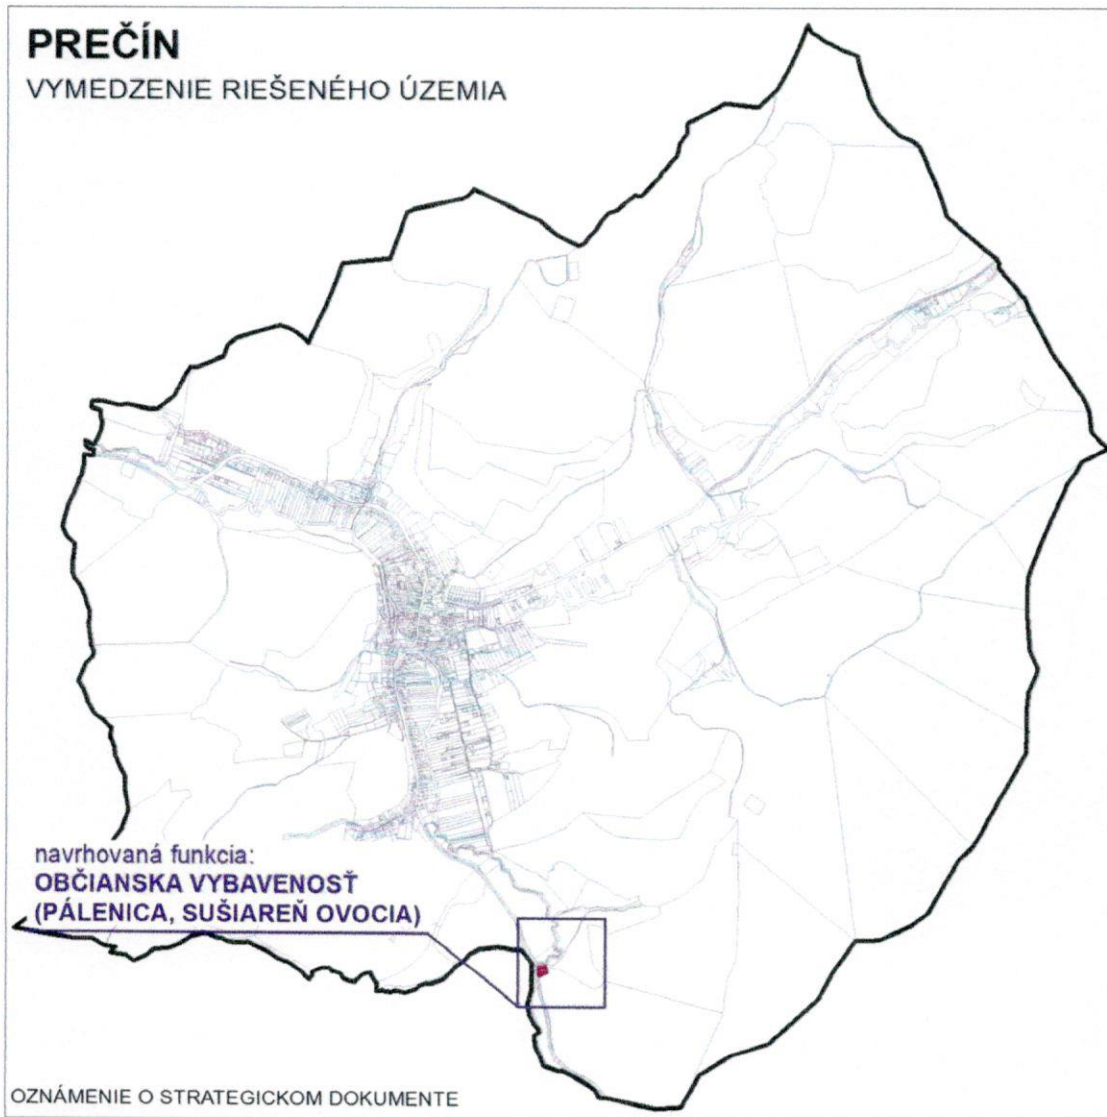 PREČÍN
VYMEDZENIE RIEŠENÉHO ÚZEMIA
navrhovaná funkcia:
OBČIANSKA VYBAVENOSŤ
(PÁLENICA, SUŠIAREŇ OVOCIA)
OZNÁMENIE O STRATEGICKOM DOKUMENTE